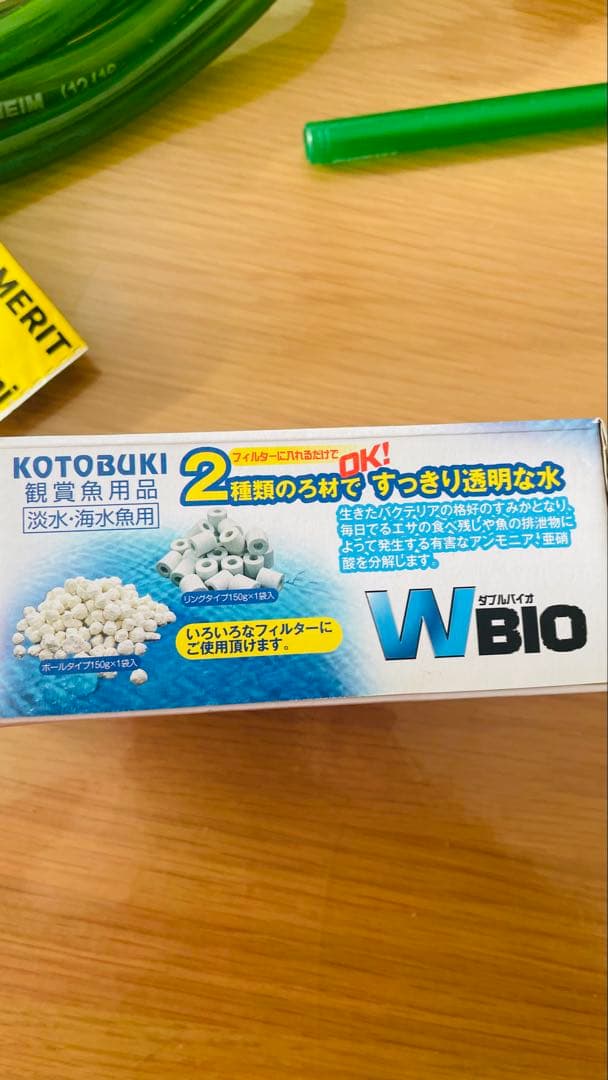 EIM (12/16
MERIT
KOTOBUKI
観賞魚用品
淡水・海水魚用
フィルターに入れるだけでOK!
2種類のろ材ですっきり透明な水
生きたバクテリアの格好のすみかとなり、
毎日でるエサの食べ残しや魚の排泄物に
よって発生する有害なアンモニア、亜硝
酸を分解します。
リングタイプ150g×1袋入
いろいろなフィルターに
ご使用頂けます。
ボールタイプ150g×1袋入
ダブルバイオ
WBIO